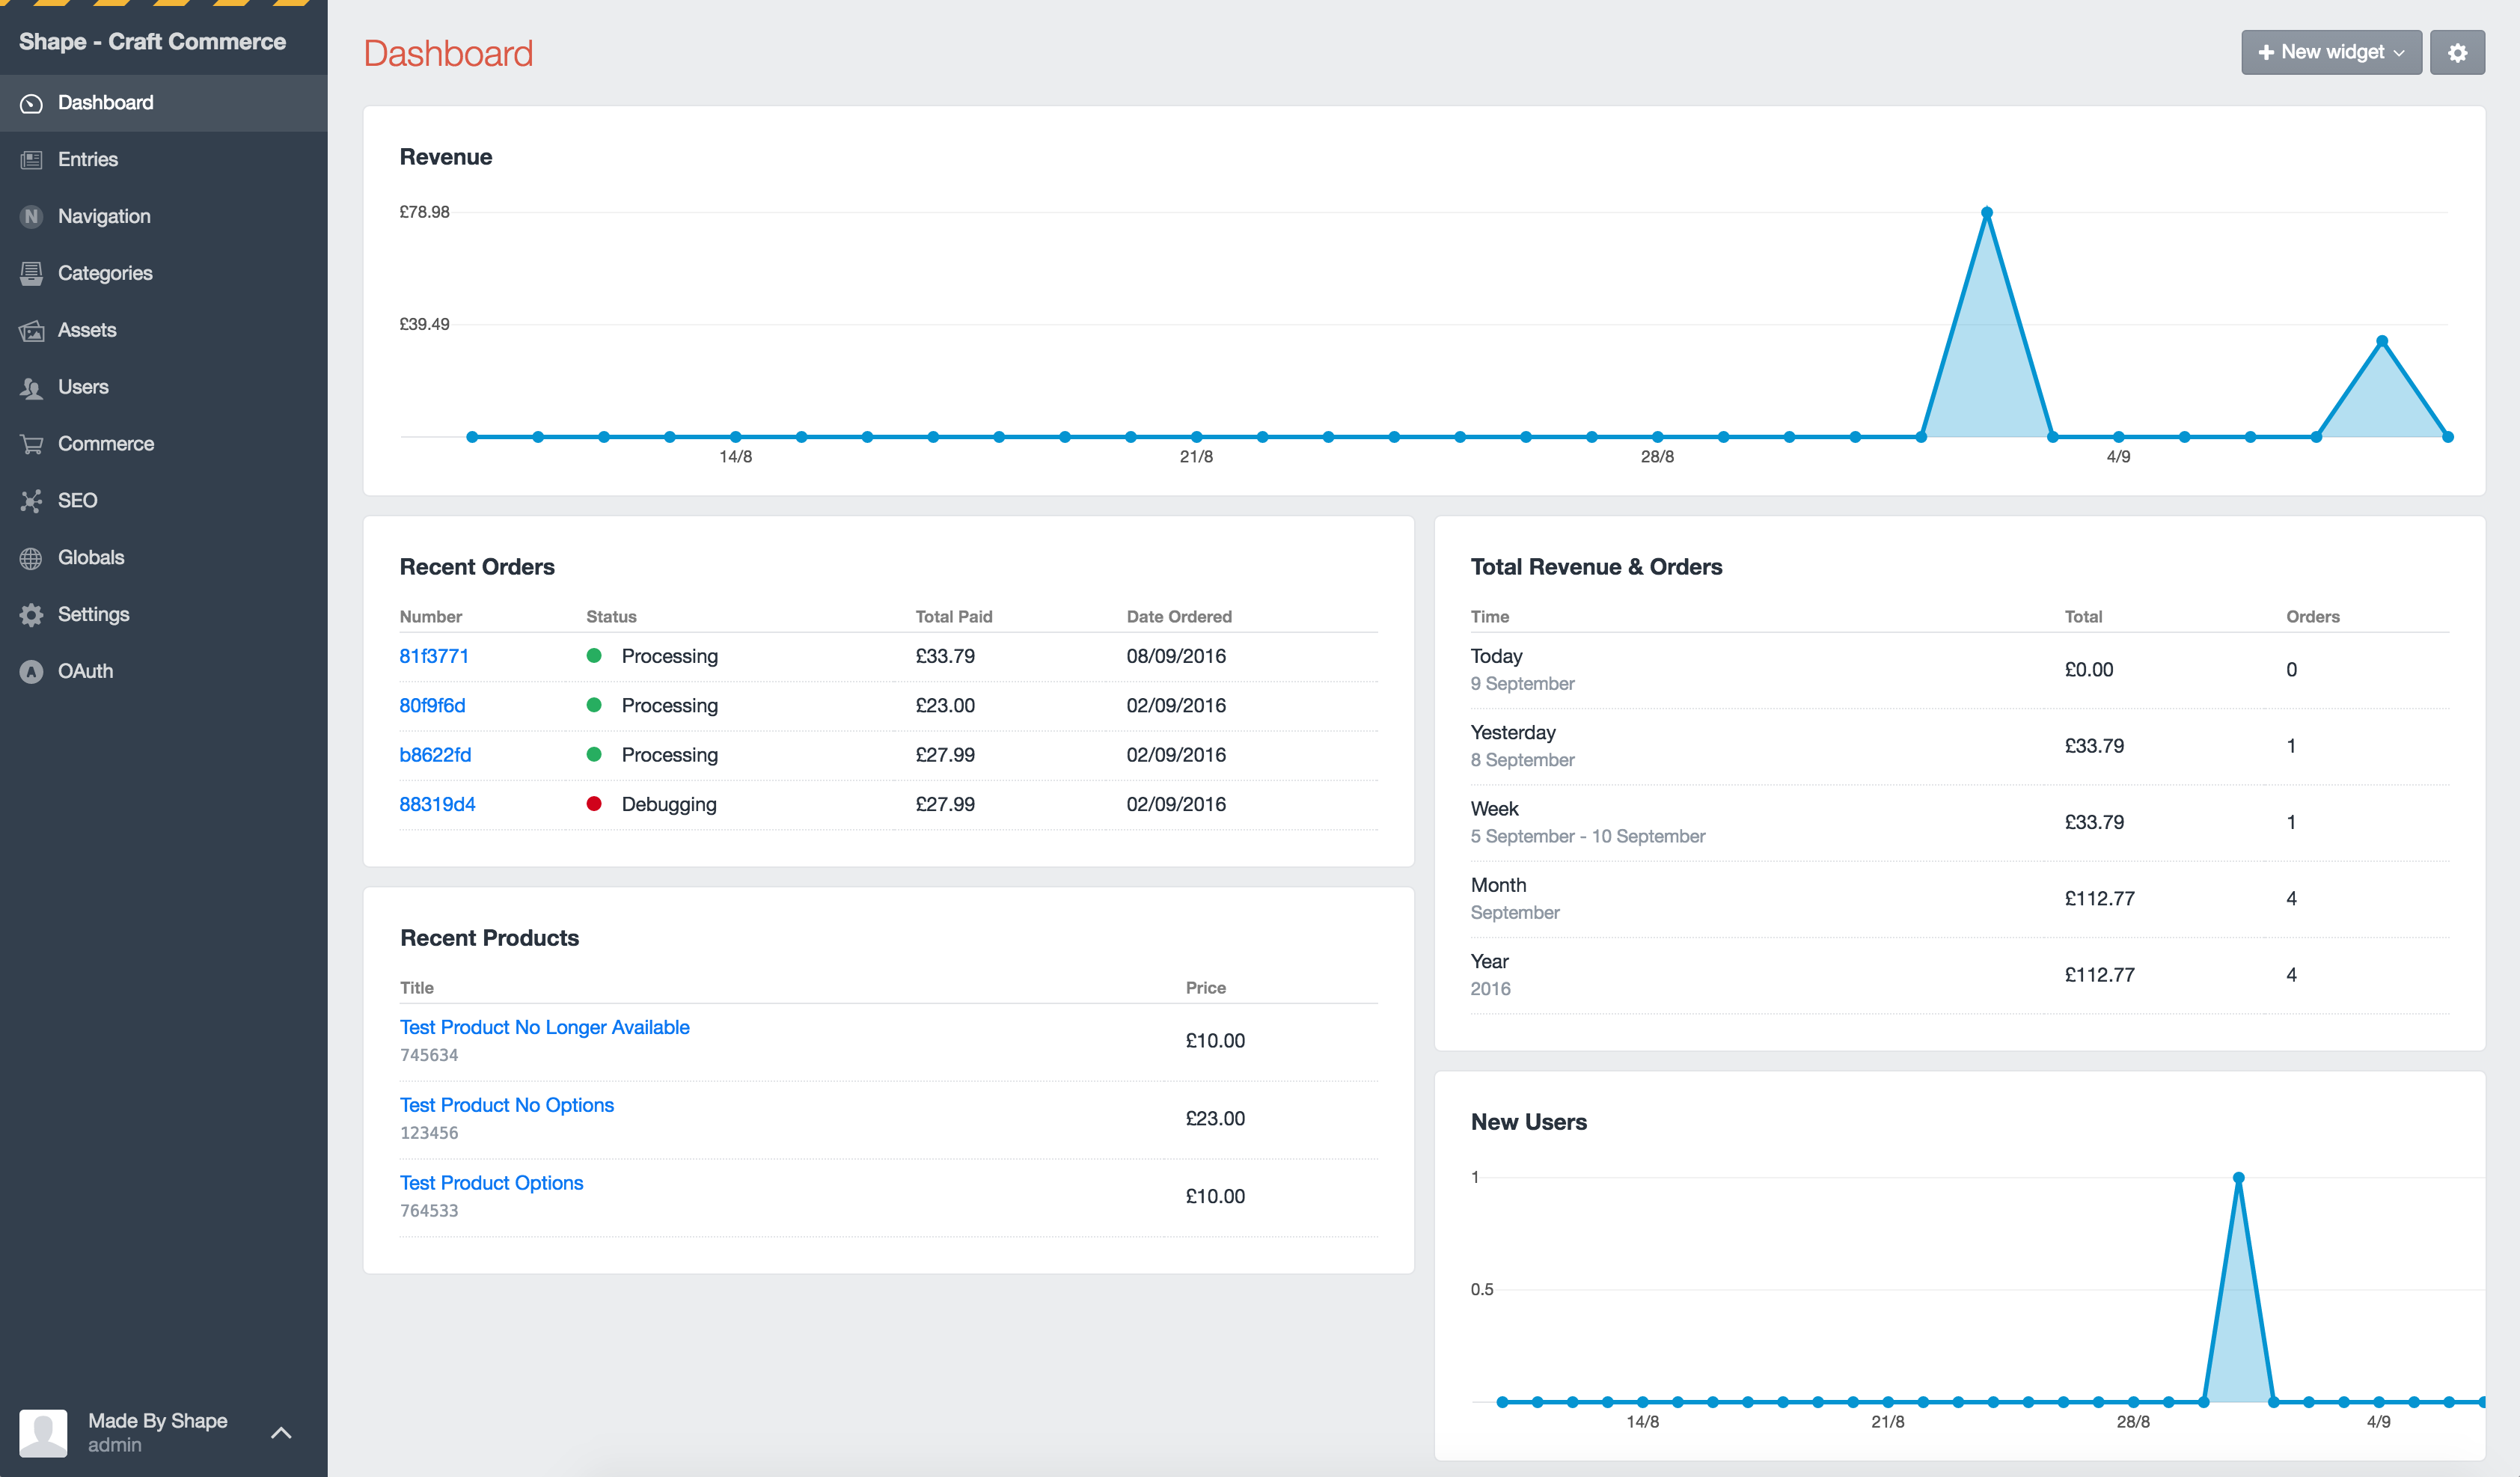 Shape - Craft Commerce
Dashboard
Entries
N Navigation
Categories
Assets
Users
Commerce
SEO
Globals
Settings
A OAuth
Made By Shape
admin
Dashboard
New widget
Revenue
£78.98
£39.49
14/8 21/8 28/8 4/9
Recent Orders
Number Status Total Paid Date Ordered
81f3771 Processing £33.79 08/09/2016
80f9f6d Processing £23.00 02/09/2016
b8622fd Processing £27.99 02/09/2016
88319d4 Debugging £27.99 02/09/2016
Recent Products
Title Price
Test Product No Longer Available
745634
£10.00
Test Product No Options
123456
£23.00
Test Product Options
764533
£10.00
Total Revenue & Orders
Time Total Orders
Today
9 September
£0.00 0
Yesterday
8 September
£33.79 1
Week
5 September - 10 September
£33.79 1
Month
September
£112.77 4
Year
2016
£112.77 4
New Users
1
0.5
14/8 21/8 28/8 4/9